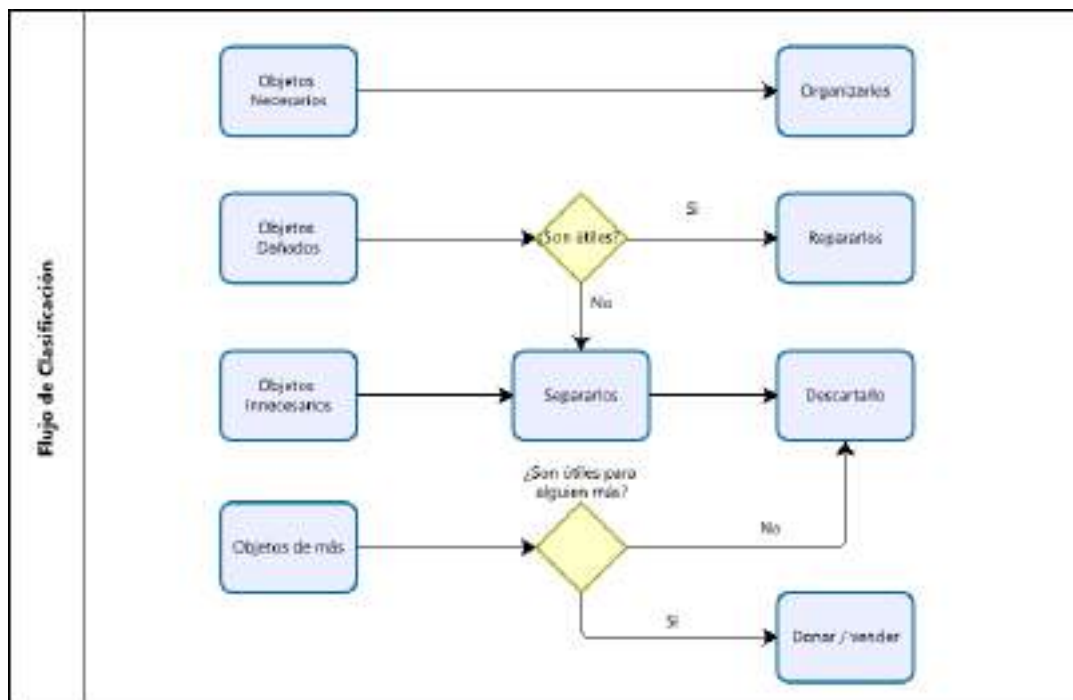 Flujo de Clasificación
Objetos
Necesarios
Organizarlos
Objetos
Dañados
¿Son útiles?
Si
Repararlos
No
Objetos
Innecesarios
Separarlos
Descartarlo
¿Son útiles para
alguien más?
Objetos de más
No
Si
Donar / vender